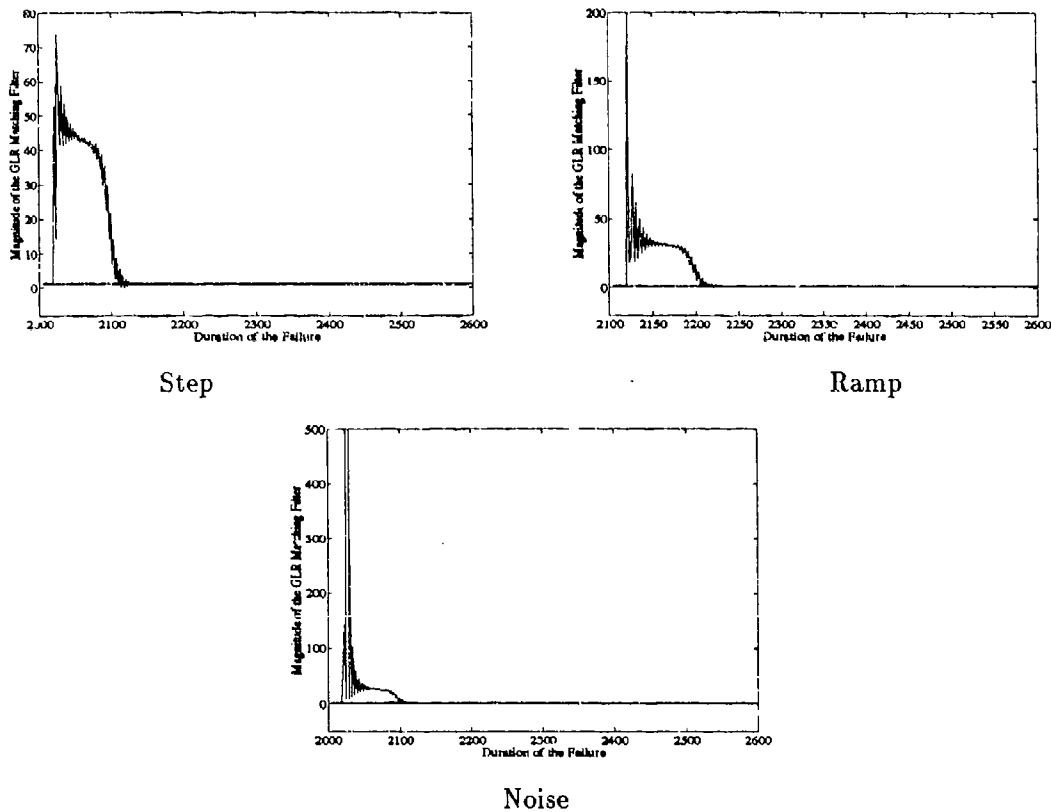 80
70
60
50
40
30
20
10
0
Magnitude of the GLR Matching Filter
2000 2100 2200 2300 2400 2500 2600
Duration of the Failure
Step
200
150
100
50
0
Magnitude of the GLR Matching Filter
2100 2150 2200 2250 2300 2350 2400 2450 2500 2550 2600
Duration of the Failure
Ramp
500
400
300
200
100
0
Magnitude of the GLR Matching Filter
2000 2100 2200 2300 2400 2500 2600
Duration of the Failure
Noise